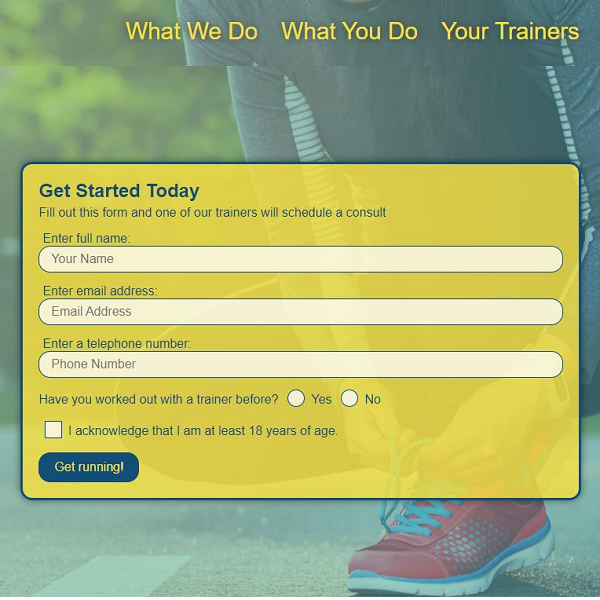 What We Do What You Do Your Trainers
Get Started Today
Fill out this form and one of our trainers will schedule a consult
Enter full name:
Your Name
Enter email address:
Email Address
Enter a telephone number:
Phone Number
Have you worked out with a trainer before? Yes No
I acknowledge that I am at least 18 years of age.
Get running!